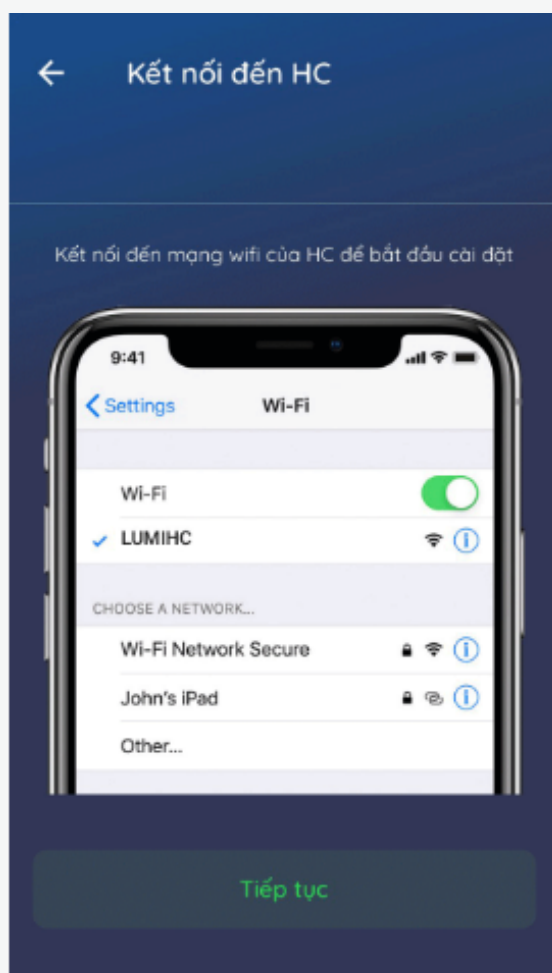 Kết nối đến HC
Kết nối đến mạng wifi của HC để bắt đầu cài đặt
9:41
Settings
Wi-Fi
Wi-Fi
LUMIHC
CHOOSE A NETWORK...
Wi-Fi Network Secure
John's iPad
Other...
Tiếp tục